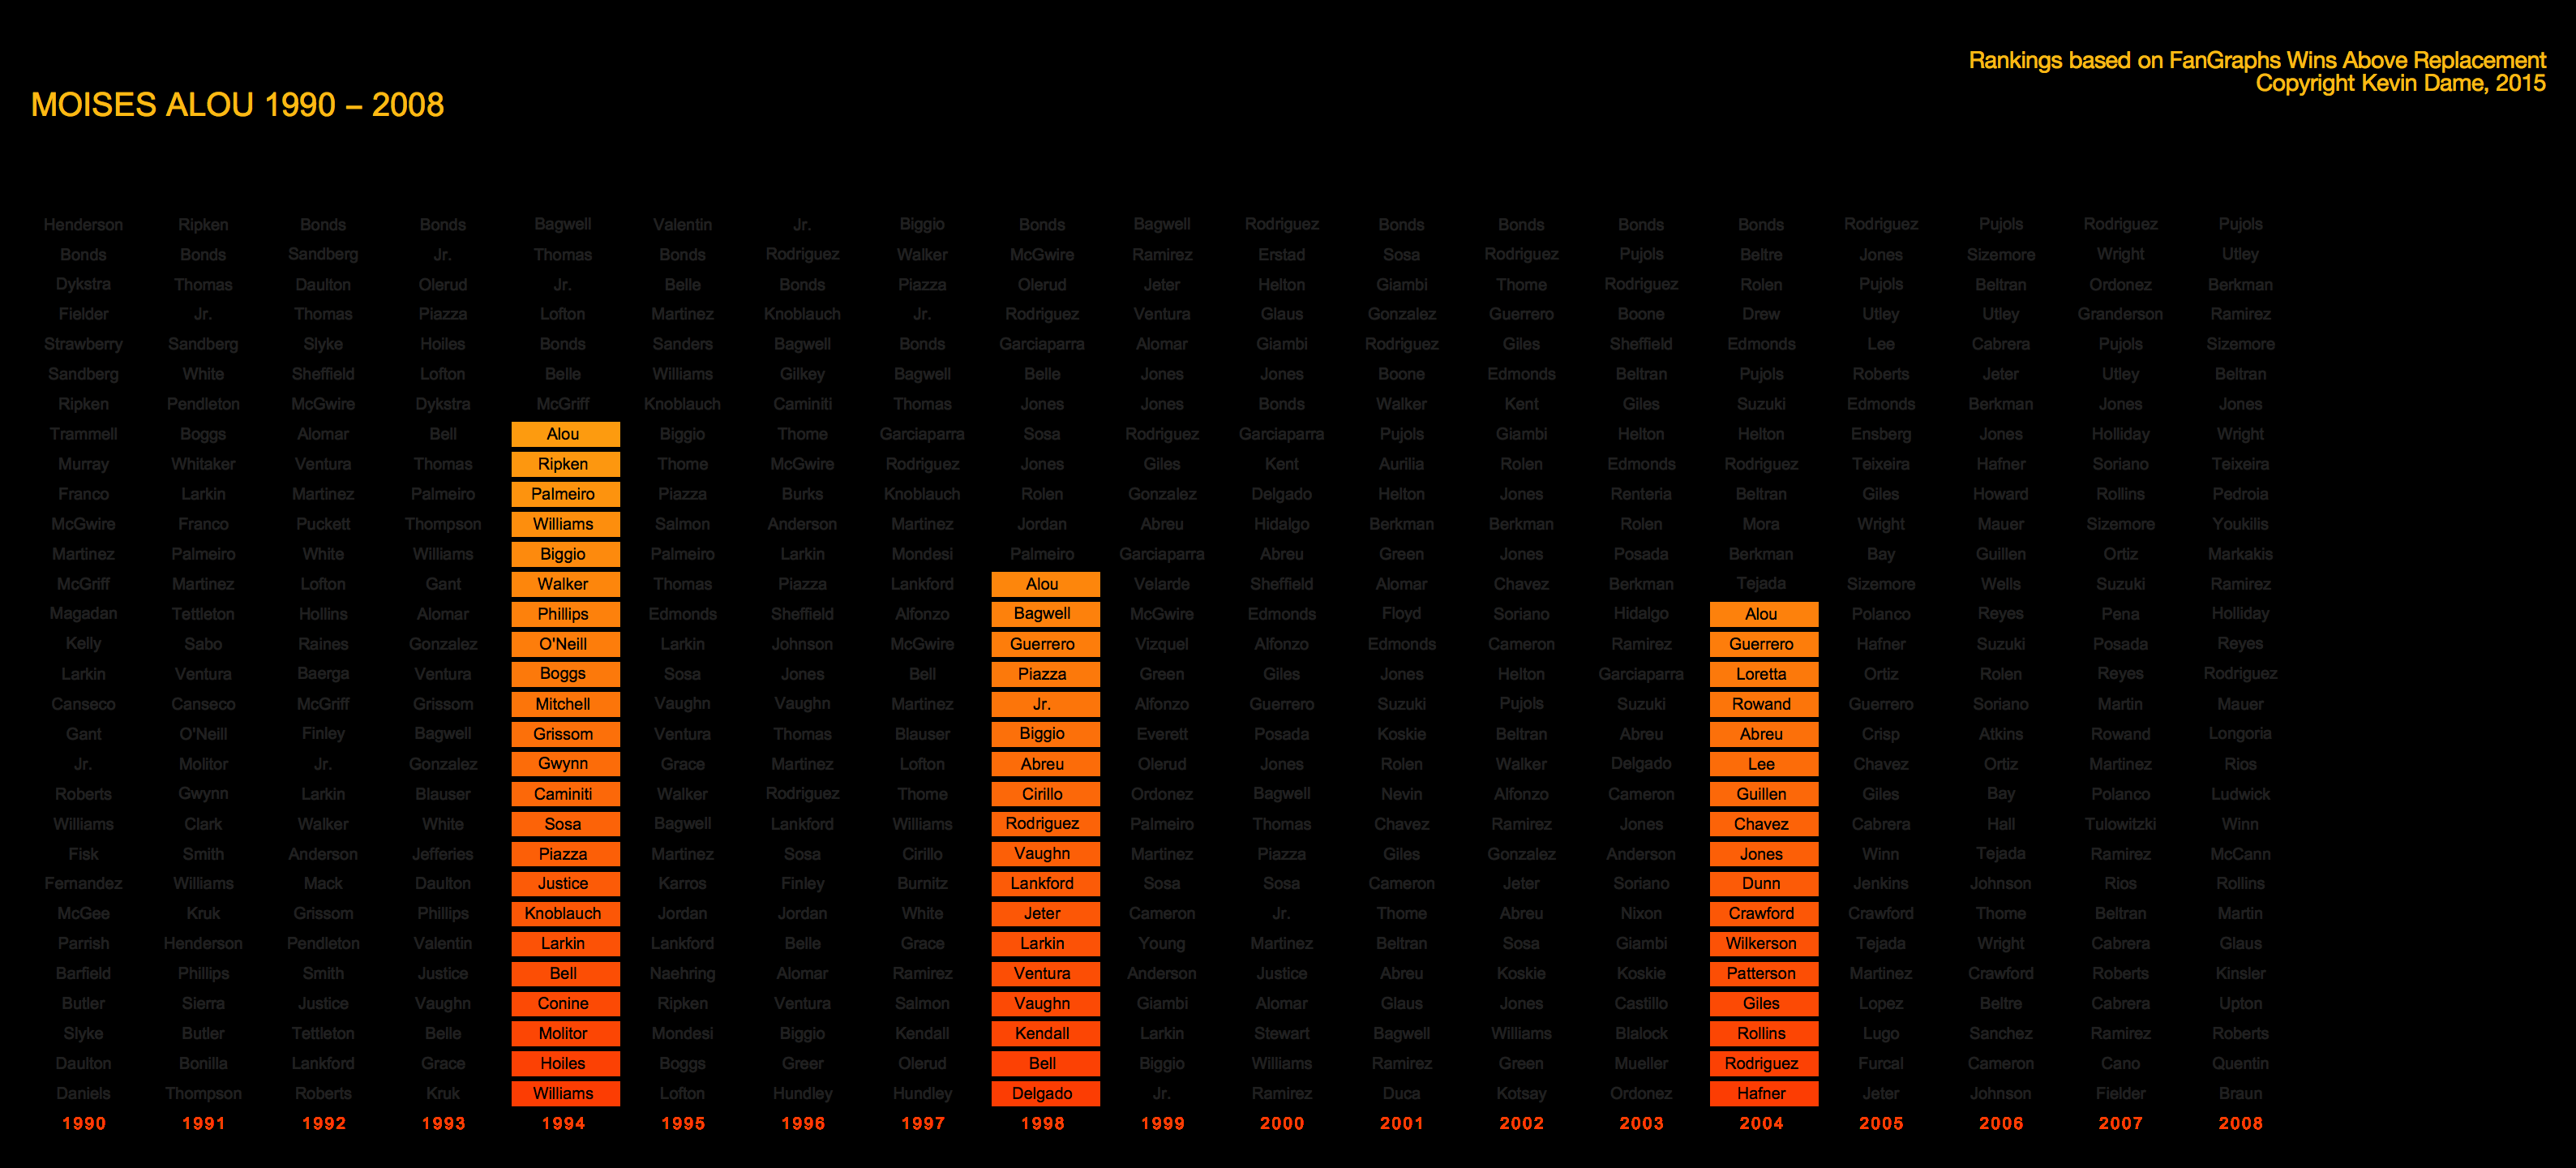 Rankings based on FanGraphs Wins Above Replacement
Copyright Kevin Dame, 2015
MOISES ALOU 1990 – 2008
Henderson Ripken Bonds Bonds Bagwell Valentin Jr. Biggio Bonds Bagwell Rodriguez Bonds Bonds Bonds Bonds Rodriguez Pujols Rodriguez Pujols
Bonds Bonds Sandberg Jr. Thomas Bonds Rodriguez Walker McGwire Ramirez Erstad Sosa Rodriguez Pujols Beltre Jones Sizemore Wright Utley
Dykstra Thomas Daulton Olerud Jr. Belle Bonds Piazza Olerud Jeter Helton Giambi Thome Rodriguez Rolen Pujols Beltran Ordonez Berkman
Fielder Jr. Thomas Piazza Lofton Martinez Knoblauch Jr. Rodriguez Ventura Glaus Gonzalez Guerrero Boone Drew Utley Utley Granderson Ramirez
Strawberry Sandberg Slyke Hoiles Bonds Sanders Bagwell Bonds Garciaparra Alomar Giambi Rodriguez Giles Sheffield Edmonds Lee Cabrera Pujols Sizemore
Sandberg White Sheffield Lofton Belle Williams Gilkey Bagwell Belle Jones Jones Boone Edmonds Beltran Pujols Roberts Jeter Utley Beltran
Ripken Pendleton McGwire Dykstra McGriff Knoblauch Caminiti Thomas Jones Jones Bonds Walker Kent Giles Suzuki Edmonds Berkman Jones Jones
Trammell Boggs Alomar Bell Alou Biggio Thome Garciaparra Sosa Rodriguez Garciaparra Pujols Giambi Helton Helton Ensberg Jones Holliday Wright
Murray Whitaker Ventura Thomas Ripken Thome McGwire Rodriguez Jones Giles Kent Aurilia Rolen Edmonds Rodriguez Teixeira Hafner Soriano Teixeira
Franco Larkin Martinez Palmeiro Palmeiro Piazza Burks Knoblauch Rolen Gonzalez Delgado Helton Jones Renteria Beltran Giles Howard Rollins Pedroia
McGwire Franco Puckett Thompson Williams Salmon Anderson Martinez Jordan Abreu Hidalgo Berkman Berkman Rolen Mora Wright Mauer Sizemore Youkilis
Martinez Palmeiro White Williams Biggio Palmeiro Larkin Mondesi Palmeiro Garciaparra Abreu Green Jones Posada Berkman Bay Guillen Ortiz Markakis
McGriff Martinez Lofton Gant Walker Thomas Piazza Lankford Alou Velarde Sheffield Alomar Chavez Berkman Tejada Sizemore Wells Suzuki Ramirez
Magadan Tettleton Hollins Alomar Phillips Edmonds Sheffield Alfonzo Bagwell McGwire Edmonds Floyd Soriano Hidalgo Alou Polanco Reyes Pena Holliday
Kelly Sabo Raines Gonzalez O'Neill Larkin Johnson McGwire Guerrero Vizquel Alfonzo Edmonds Cameron Ramirez Guerrero Hafner Suzuki Posada Reyes
Larkin Ventura Baerga Ventura Boggs Sosa Jones Bell Piazza Green Giles Jones Helton Garciaparra Loretta Ortiz Rolen Reyes Rodriguez
Canseco Canseco McGriff Grissom Mitchell Vaughn Vaughn Martinez Jr. Alfonzo Guerrero Suzuki Pujols Suzuki Rowand Guerrero Soriano Martin Mauer
Gant O'Neill Finley Bagwell Grissom Ventura Thomas Blauser Biggio Everett Posada Koskie Beltran Abreu Abreu Crisp Atkins Rowand Longoria
Jr. Molitor Jr. Gonzalez Gwynn Grace Martinez Lofton Abreu Olerud Jones Rolen Walker Delgado Lee Chavez Ortiz Martinez Rios
Roberts Gwynn Larkin Blauser Caminiti Walker Rodriguez Thome Cirillo Ordonez Bagwell Nevin Alfonzo Cameron Guillen Giles Bay Polanco Ludwick
Williams Clark Walker White Sosa Bagwell Lankford Williams Rodriguez Palmeiro Thomas Chavez Ramirez Jones Chavez Cabrera Hall Tulowitzki Winn
Fisk Smith Anderson Jefferies Piazza Martinez Sosa Cirillo Vaughn Martinez Piazza Giles Gonzalez Anderson Jones Winn Tejada Ramirez McCann
Fernandez Williams Mack Daulton Justice Karros Finley Burnitz Lankford Sosa Sosa Cameron Jeter Soriano Dunn Jenkins Johnson Rios Rollins
McGee Kruk Grissom Phillips Knoblauch Jordan Jordan White Jeter Cameron Jr. Thome Abreu Nixon Crawford Crawford Thome Beltran Martin
Parrish Henderson Pendleton Valentin Larkin Lankford Belle Grace Larkin Young Martinez Beltran Sosa Giambi Wilkerson Tejada Wright Cabrera Glaus
Barfield Phillips Smith Justice Bell Naehring Alomar Ramirez Ventura Anderson Justice Abreu Koskie Koskie Patterson Martinez Crawford Roberts Kinsler
Butler Sierra Justice Vaughn Conine Ripken Ventura Salmon Vaughn Giambi Alomar Glaus Jones Castillo Giles Lopez Beltre Cabrera Upton
Slyke Butler Tettleton Belle Molitor Mondesi Biggio Kendall Kendall Larkin Stewart Bagwell Williams Blalock Rollins Lugo Sanchez Ramirez Roberts
Daulton Bonilla Lankford Grace Hoiles Boggs Greer Olerud Bell Biggio Williams Ramirez Green Mueller Rodriguez Furcal Cameron Cano Quentin
Daniels Thompson Roberts Kruk Williams Lofton Hundley Hundley Delgado Jr. Ramirez Duca Kotsay Ordonez Hafner Jeter Johnson Fielder Braun
1990 1991 1992 1993 1994 1995 1996 1997 1998 1999 2000 2001 2002 2003 2004 2005 2006 2007 2008